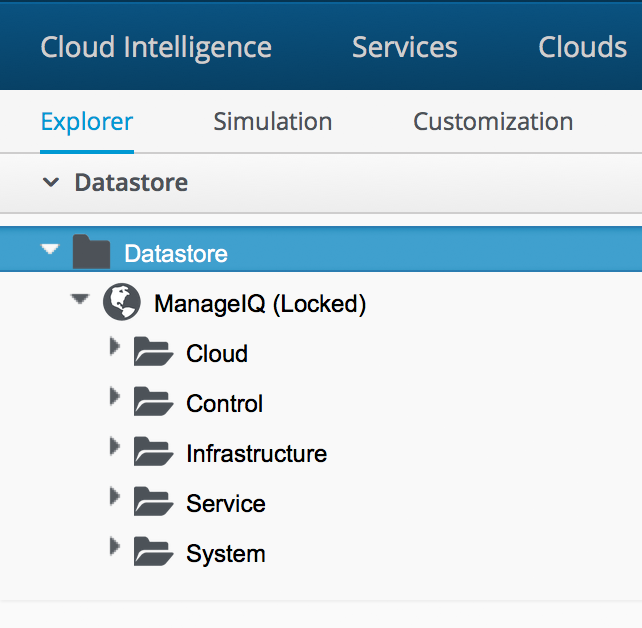 Cloud Intelligence Services Clouds
Explorer Simulation Customization
Datastore
Datastore
ManageIQ (Locked)
Cloud
Control
Infrastructure
Service
System